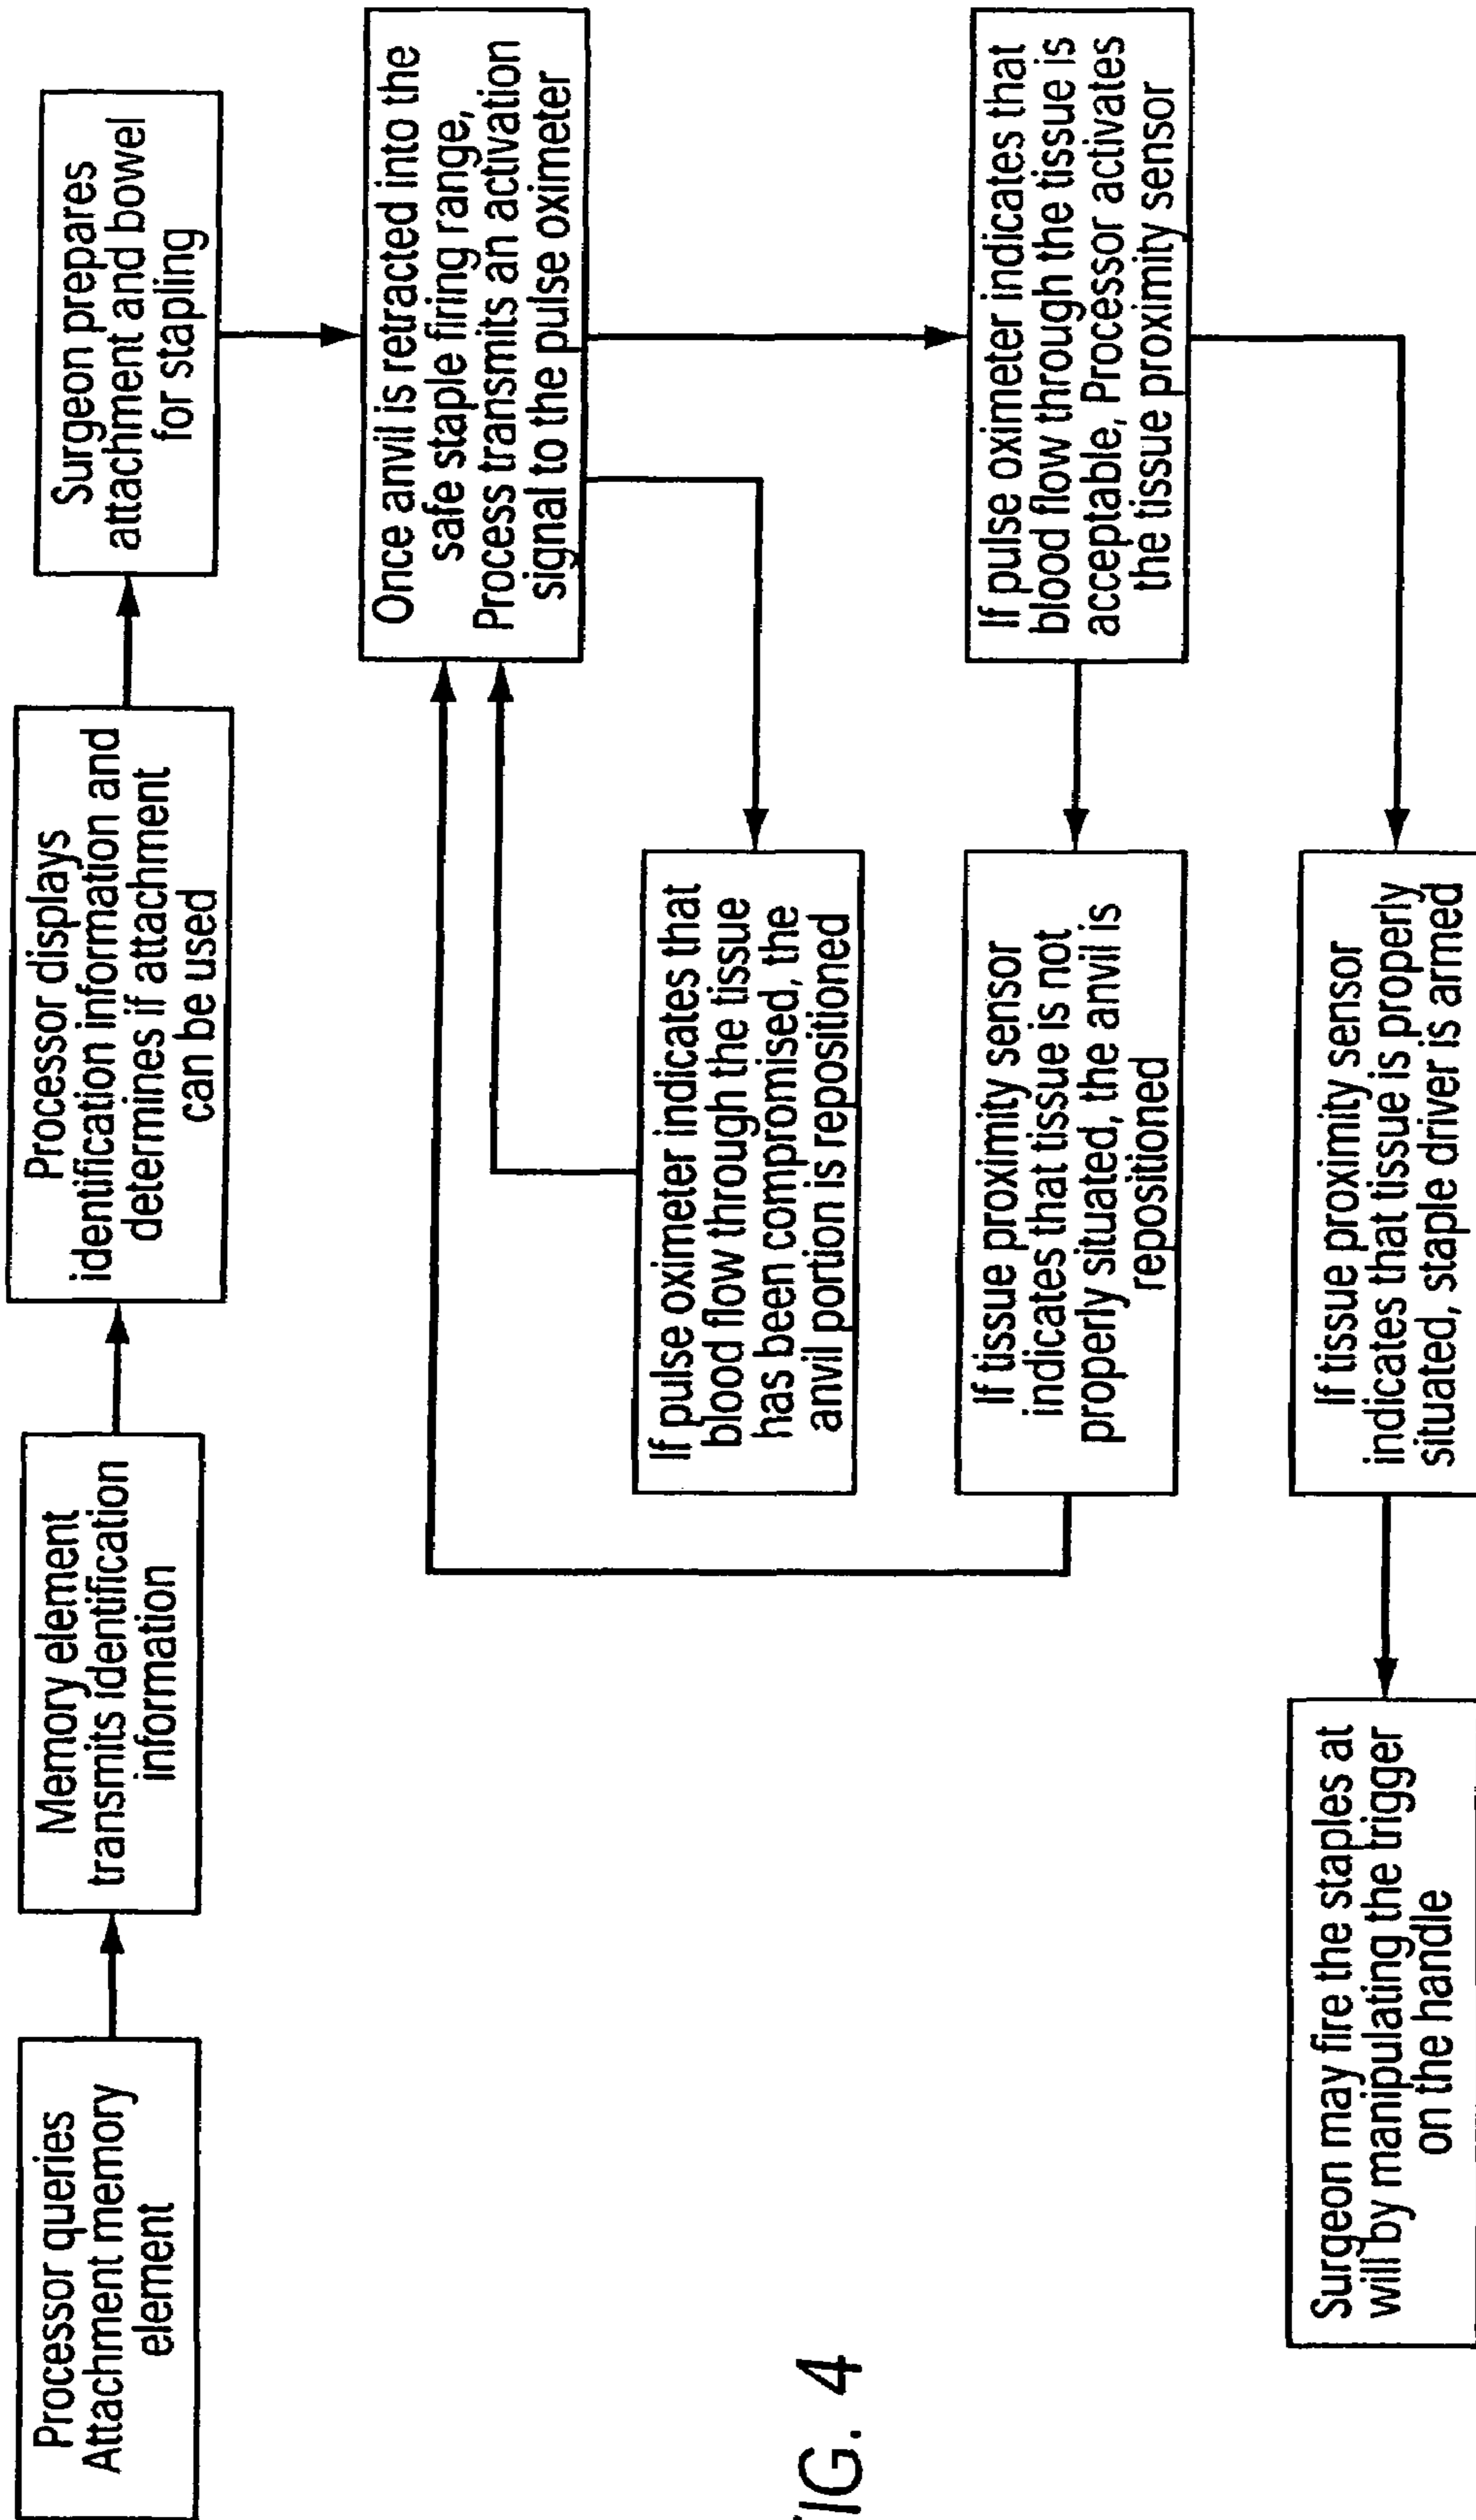 Processor queries
Attachment memory
element
Memory element
transmits identification
information
Processor displays
identification information and
determines if attachment
can be used
Surgeon prepares
attachment and bowel
for stapling
Once anvil is retracted into the
safe staple firing range,
Process transmits an activation
signal to the pulse oximeter
If pulse oximeter indicates that
blood flow through the tissue
has been compromised, the
anvil portion is repositioned
If pulse oximeter indicates that
blood flow through the tissue is
acceptable, Processor activates
the tissue proximity sensor
If tissue proximity sensor
indicates that tissue is not
properly situated, the anvil is
repositioned
If tissue proximity sensor
indicates that tissue is properly
situated, staple driver is armed
Surgeon may fire the staples at
will by manipulating the trigger
on the handle
IG. 4